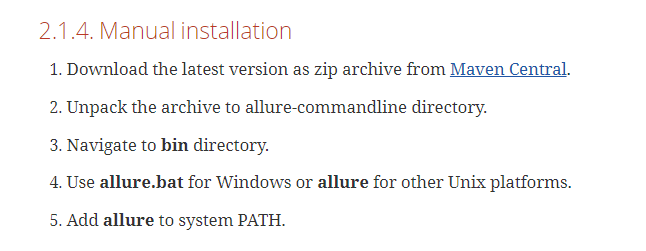 2.1.4. Manual installation
1. Download the latest version as zip archive from Maven Central.
2. Unpack the archive to allure-commandline directory.
3. Navigate to bin directory.
4. Use allure.bat for Windows or allure for other Unix platforms.
5. Add allure to system PATH.